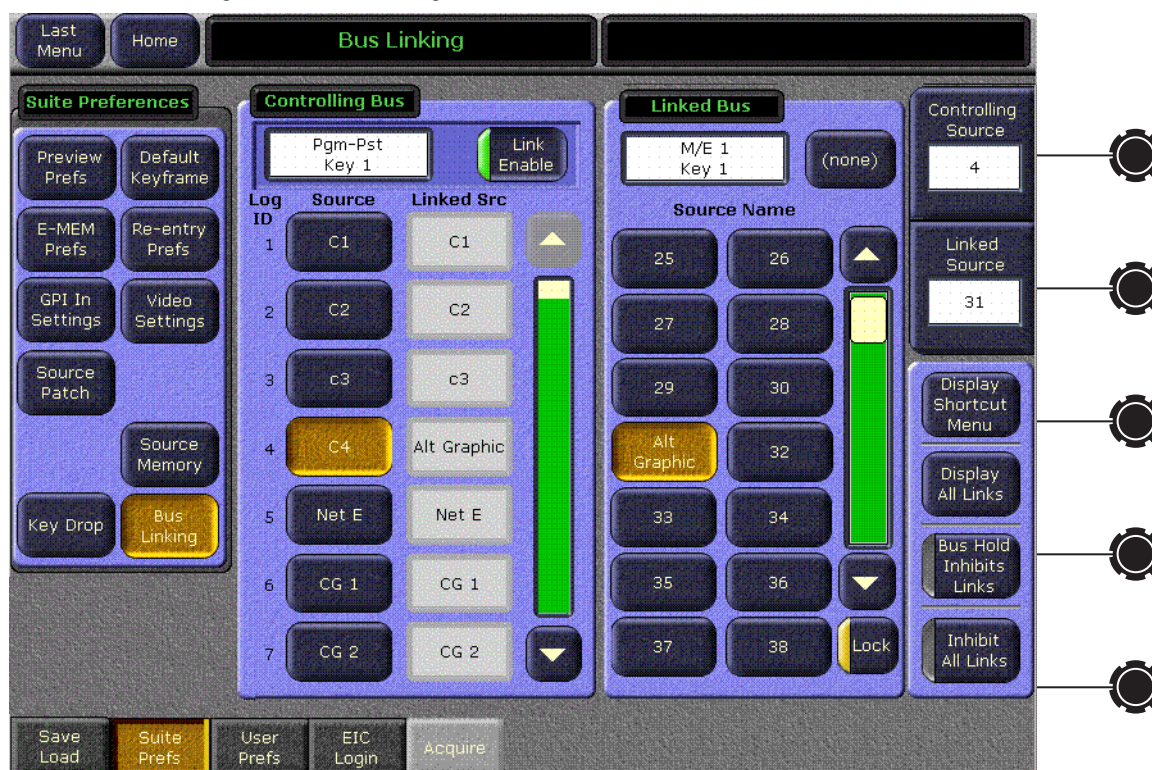 Last
Menu
Home
Bus Linking
Suite Preferences
Preview
Prefs
Default
Keyframe
E-MEM
Prefs
Re-entry
Prefs
GPI In
Settings
Video
Settings
Source
Patch
Source
Memory
Key Drop
Bus
Linking
Controlling Bus
Pgm-Pst
Key 1
Link
Enable
Log
ID
Source
Linked Src
1
C1
C1
2
C2
C2
3
c3
c3
4
C4
Alt Graphic
5
Net E
Net E
6
CG 1
CG 1
7
CG 2
CG 2
Linked Bus
M/E 1
Key 1
(none)
Source Name
25
26
27
28
29
30
Alt
Graphic
32
33
34
35
36
37
38
Lock
Controlling
Source
4
Linked
Source
31
Display
Shortcut
Menu
Display
All Links
Bus Hold
Inhibits
Links
Inhibit
All Links
Save
Load
Suite
Prefs
User
Prefs
EIC
Login
Acquire